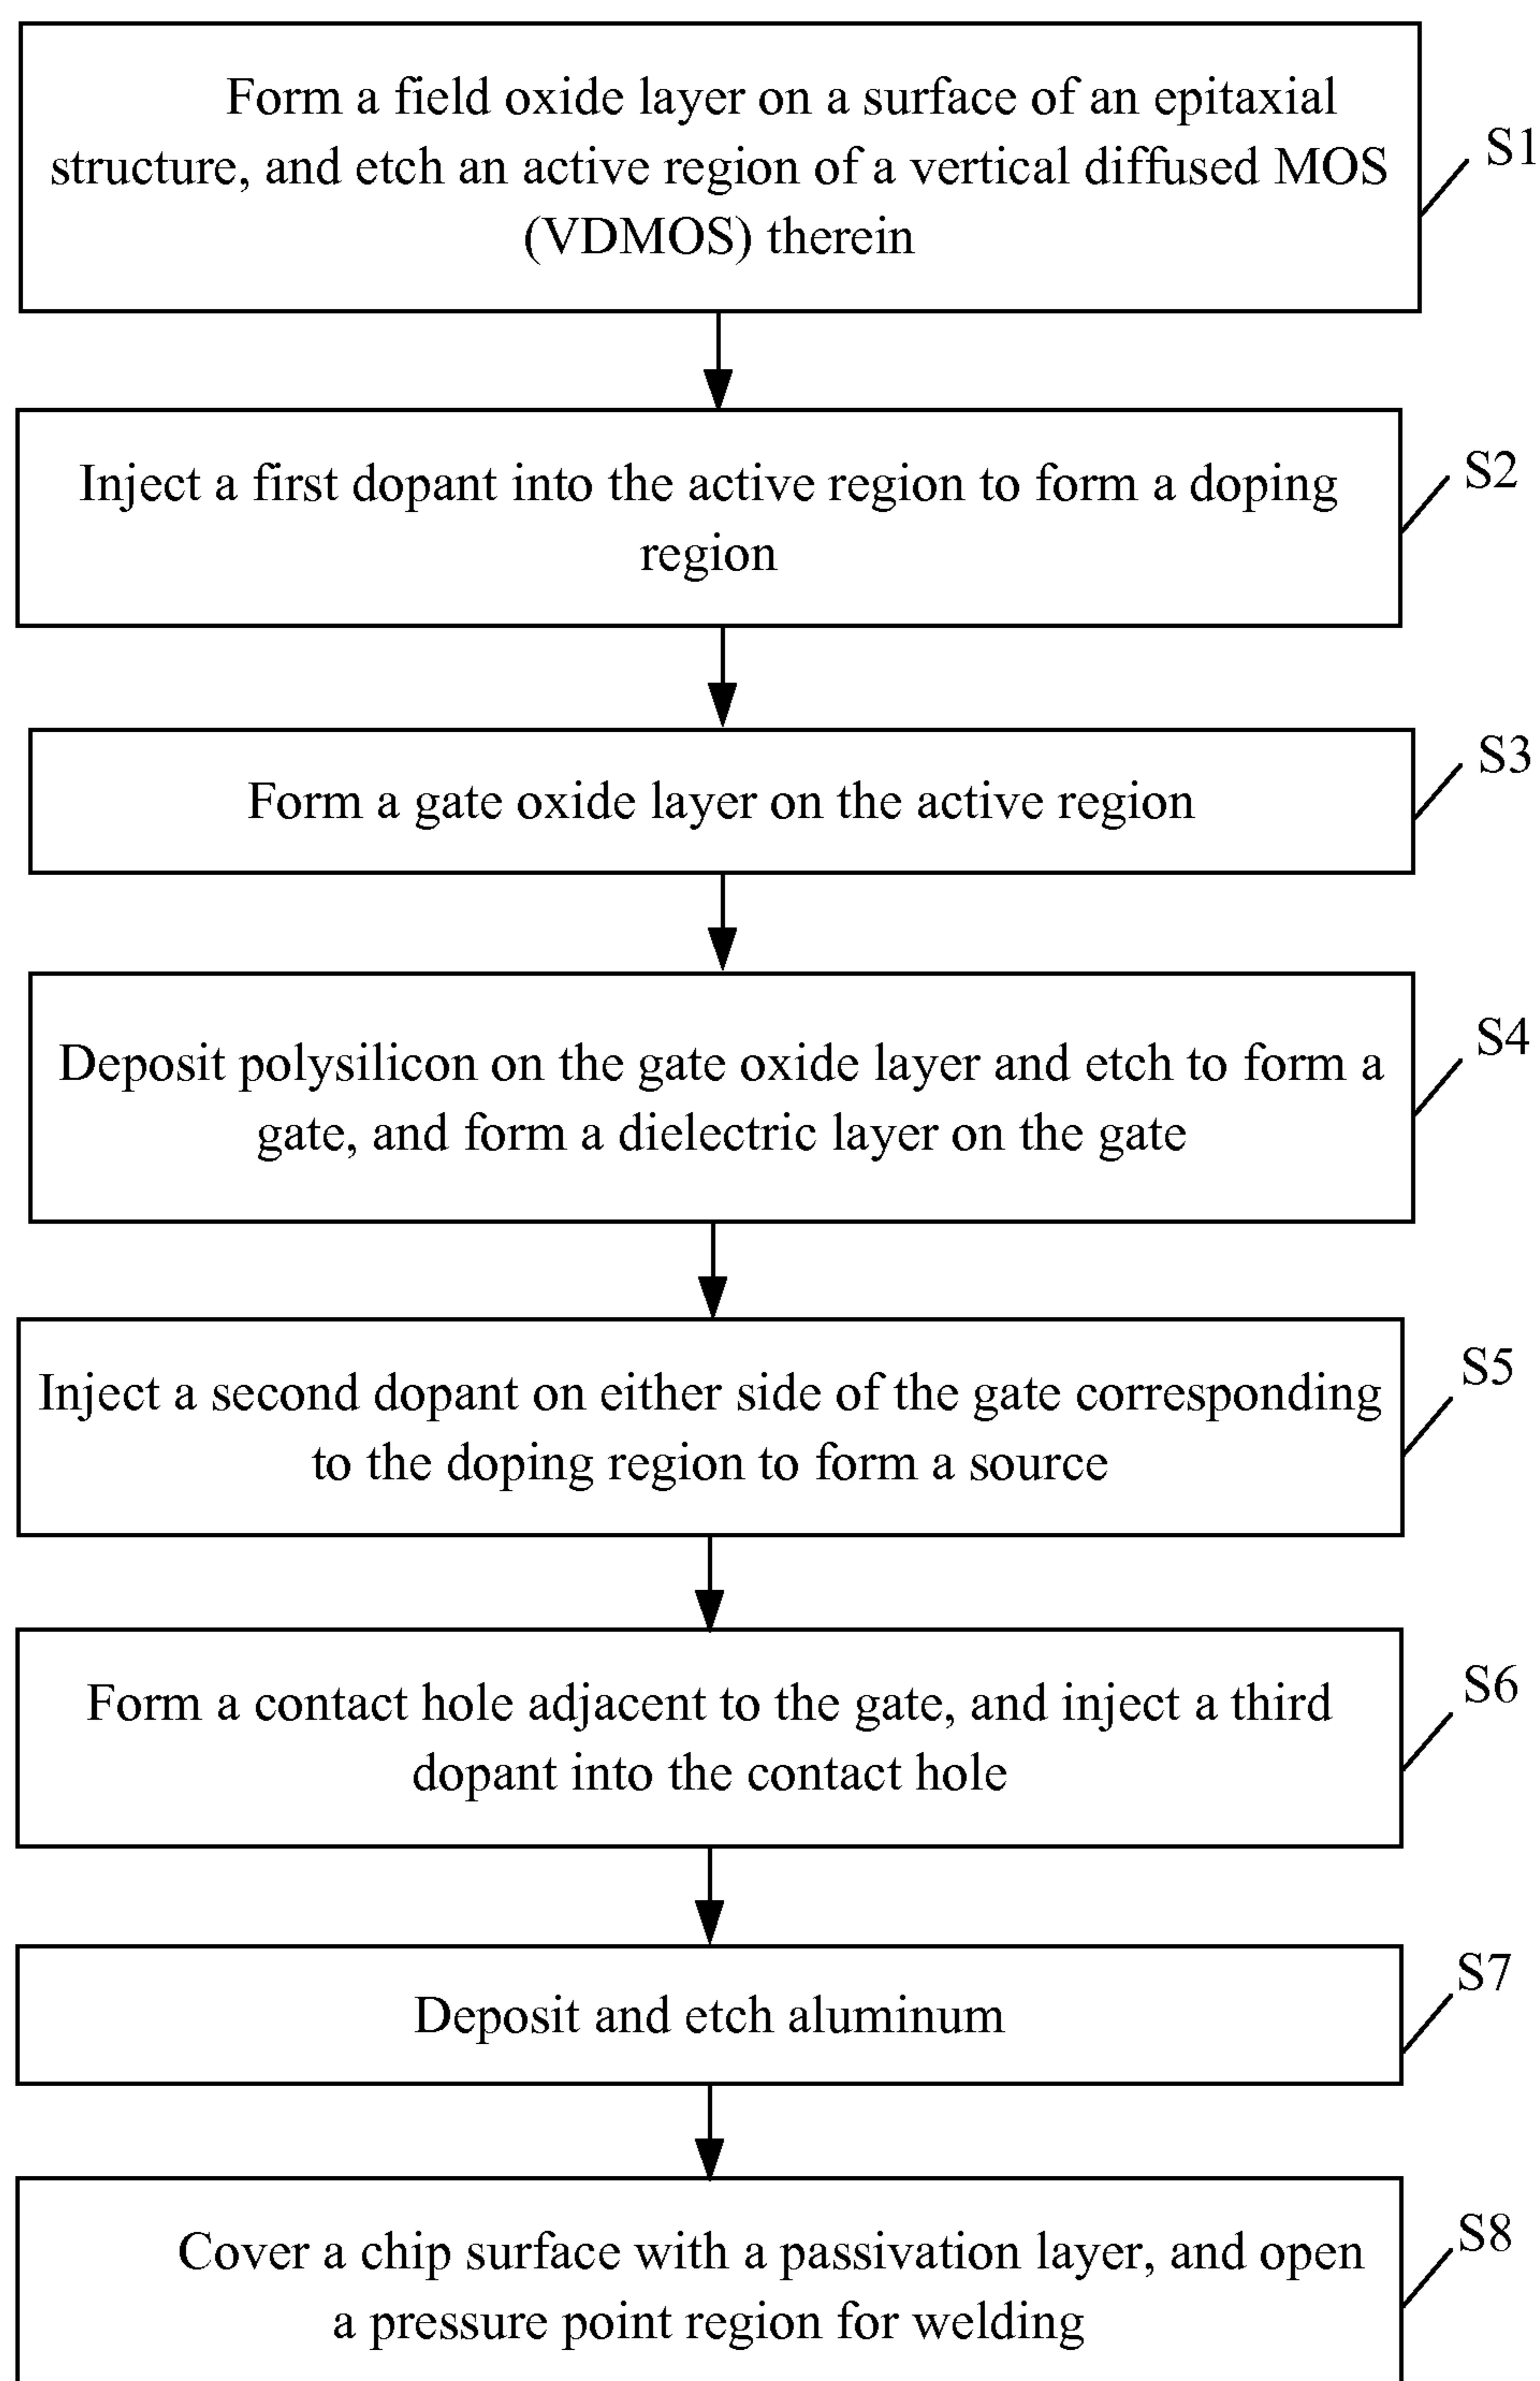 Form a field oxide layer on a surface of an epitaxial
structure, and etch an active region of a vertical diffused MOS
(VDMOS) therein
S1
Inject a first dopant into the active region to form a doping
region
S2
Form a gate oxide layer on the active region
S3
Deposit polysilicon on the gate oxide layer and etch to form a
gate, and form a dielectric layer on the gate
S4
Inject a second dopant on either side of the gate corresponding
to the doping region to form a source
S5
Form a contact hole adjacent to the gate, and inject a third
dopant into the contact hole
S6
Deposit and etch aluminum
S7
Cover a chip surface with a passivation layer, and open
a pressure point region for welding
S8